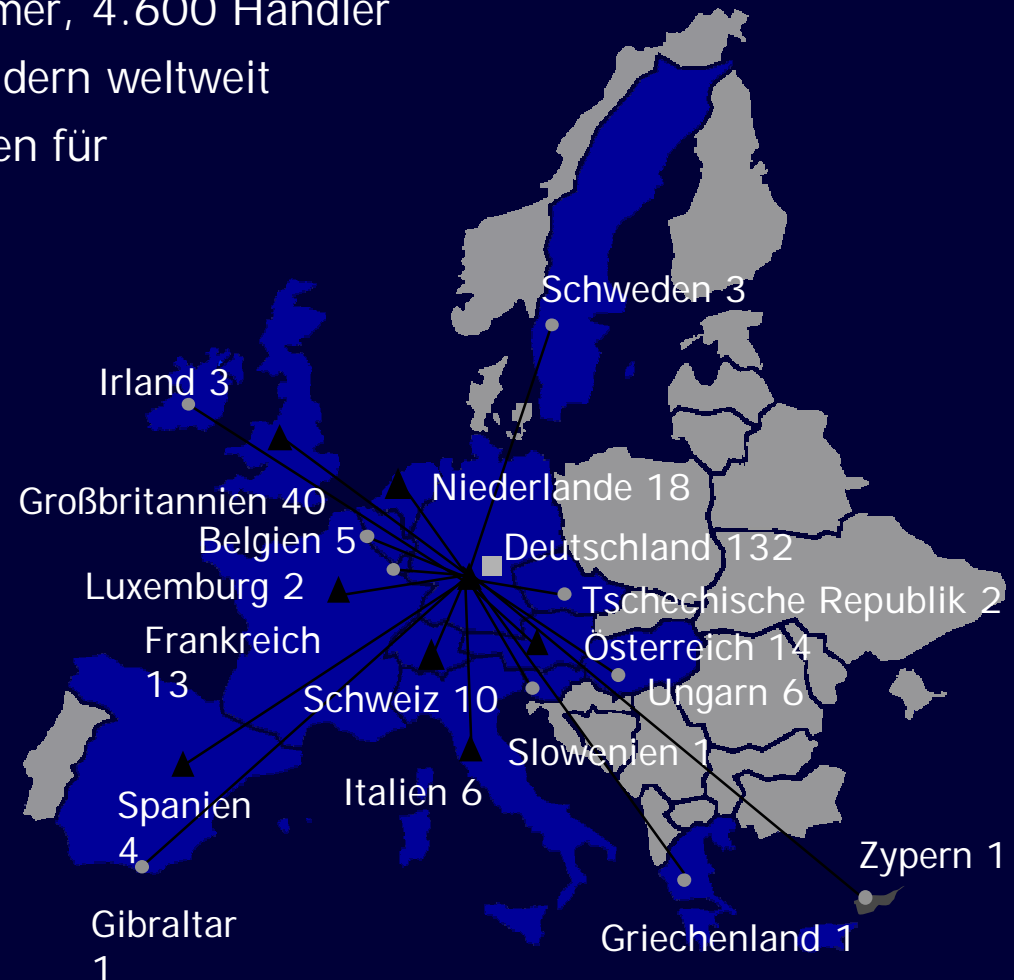 mer, 4.600 Händler
dern weltweit
en für
Schweden 3
Irland 3
Großbritannien 40
Niederlande 18
Belgien 5
Deutschland 132
Luxemburg 2
Tschechische Republik 2
Frankreich
13
Österreich 14
Schweiz 10
Ungarn 6
Slowenien 1
Italien 6
Spanien
4
Zypern 1
Gibraltar
1
Griechenland 1